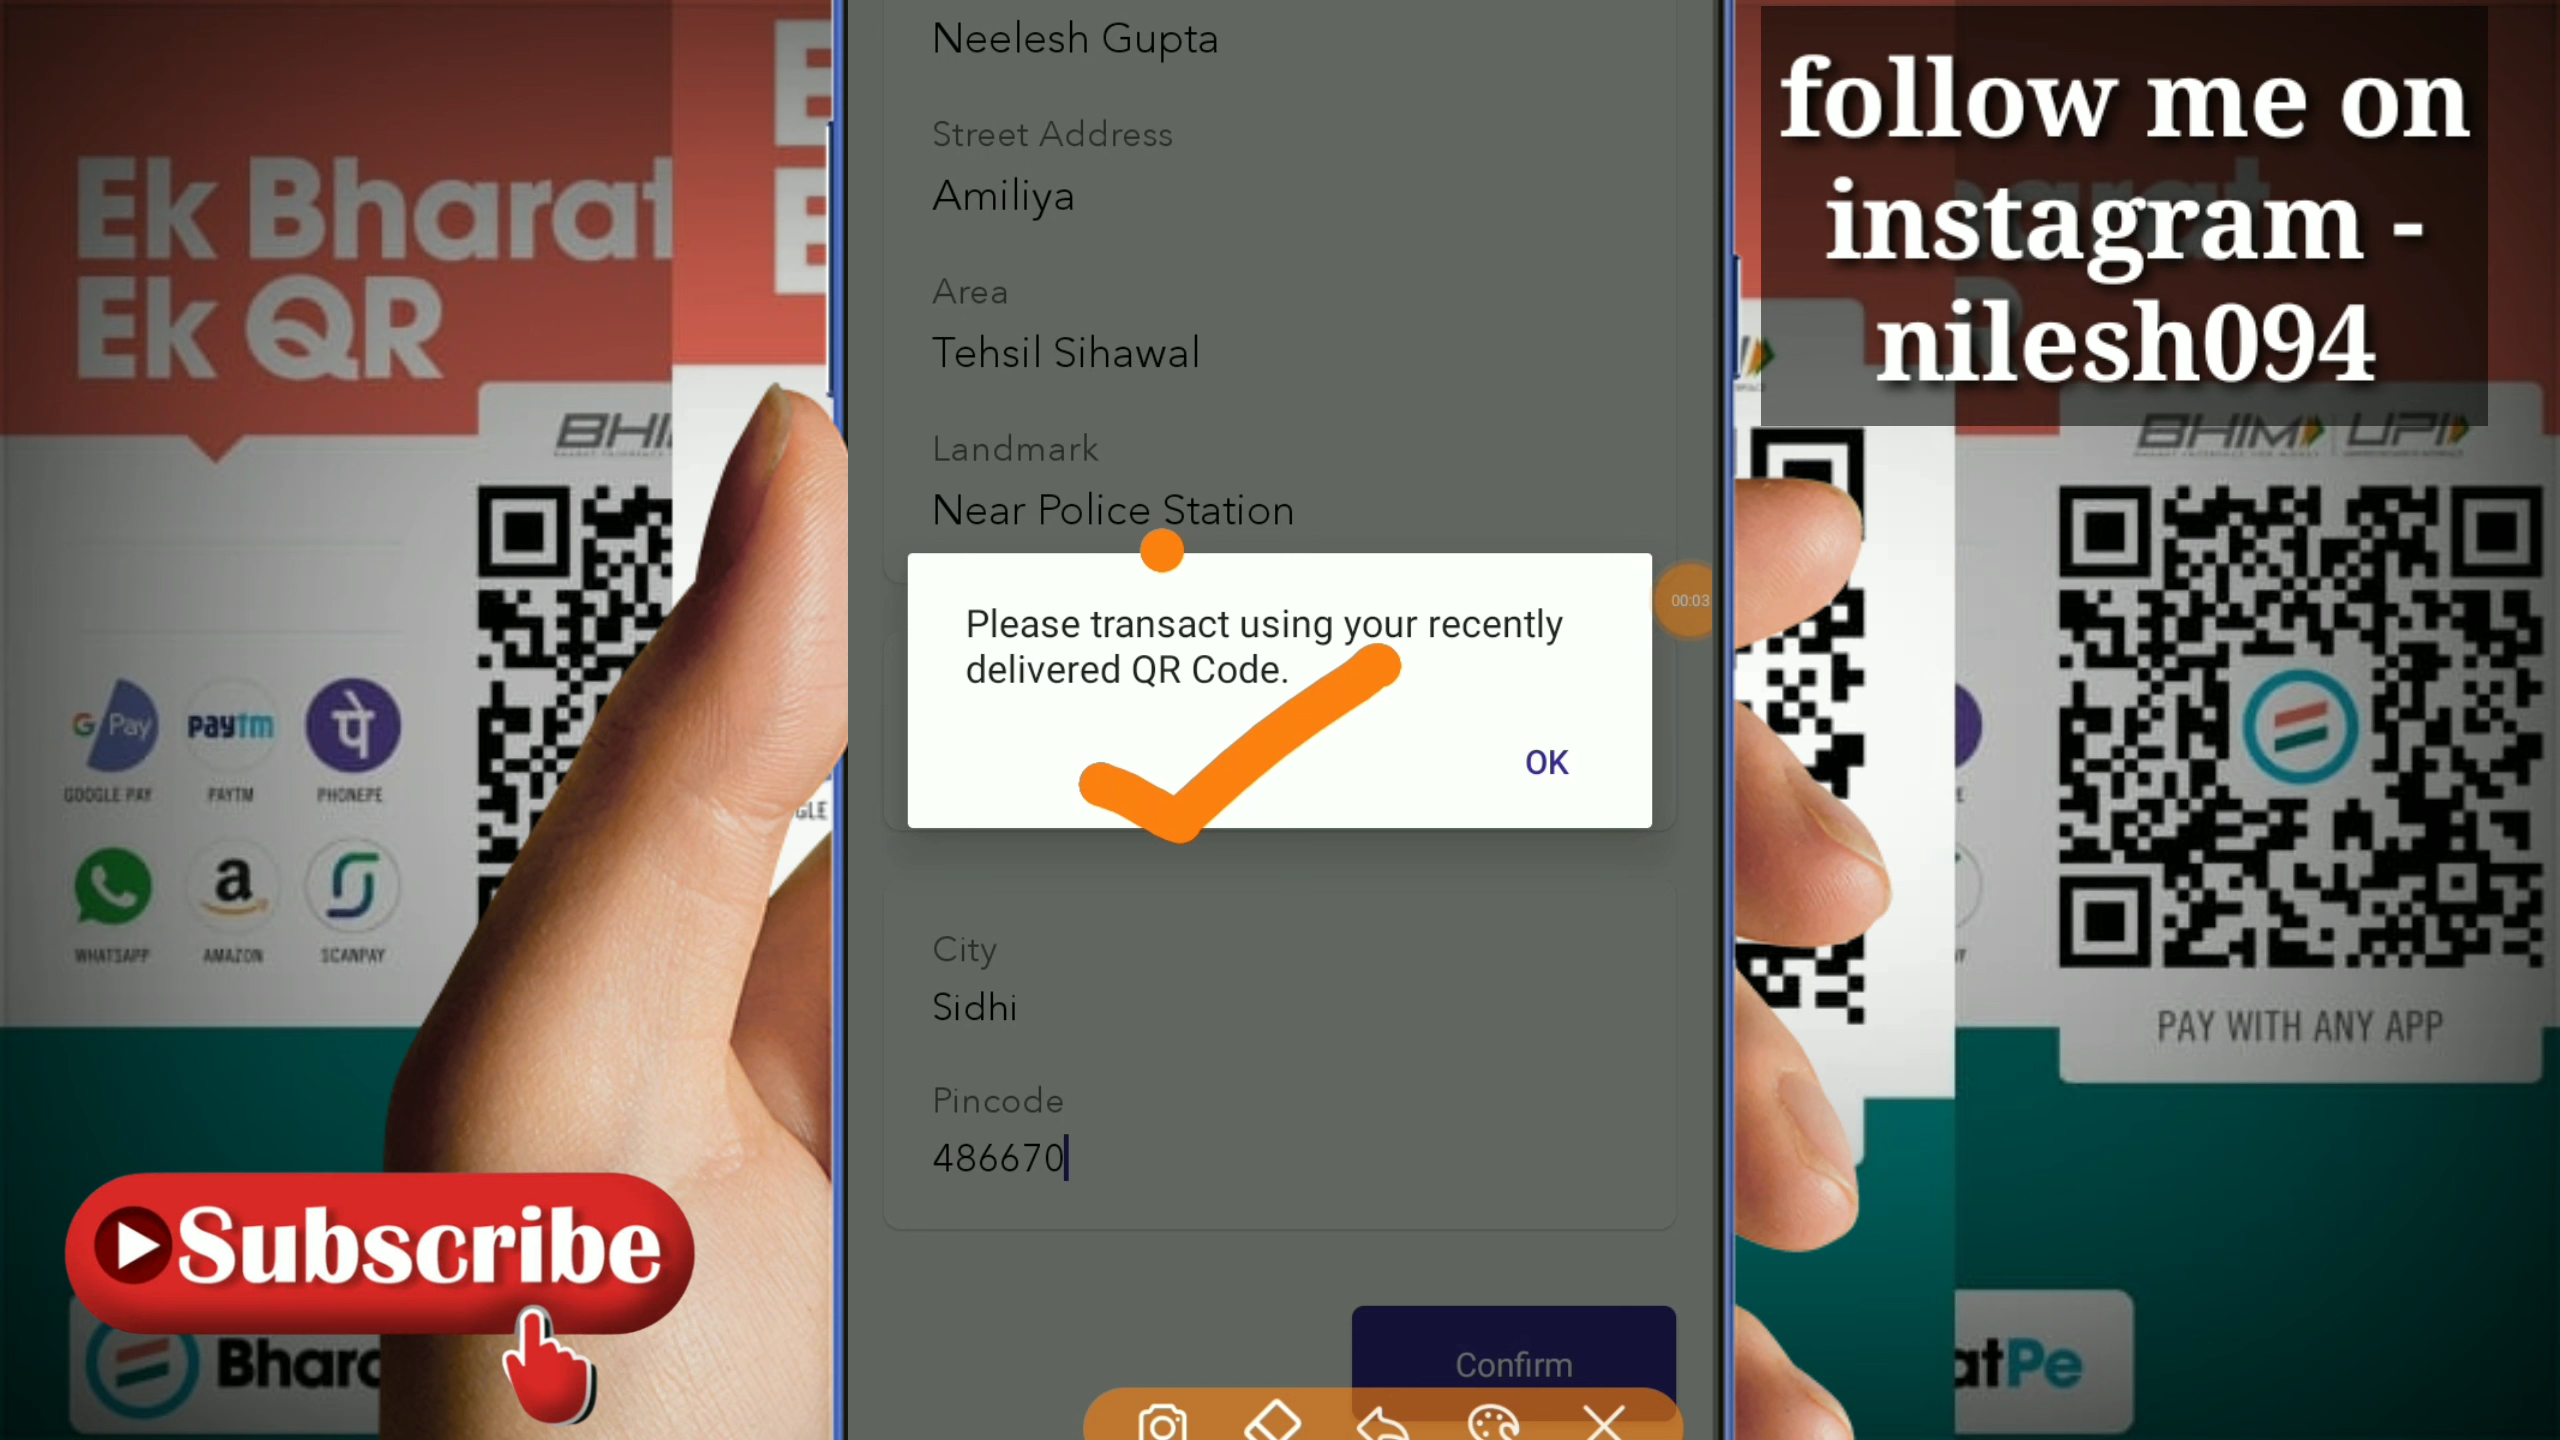 Ek Bharat
Ek QR
GOOGLE PAY
PAYTM
PHONEPE
G Pay
paytm
पे
WHATSAPP
AMAZON
SCANPAY
a
Subscribe
Neelesh Gupta
Street Address
Amiliya
Area
Tehsil Sihawal
Landmark
Near Police Station
Please transact using your recently
delivered QR Code.
OK
00:03
City
Sidhi
Pincode
486670
Confirm
follow me on
instagram -
nilesh094
BHIM UPI
PAY WITH ANY APP
atPe